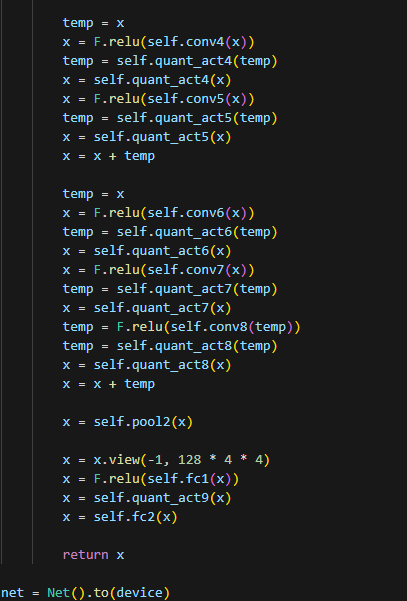 temp = x
x = F.relu(self.conv4(x))
temp = self.quant_act4(temp)
x = self.quant_act4(x)
x = F.relu(self.conv5(x))
temp = self.quant_act5(temp)
x = self.quant_act5(x)
x = x + temp
temp = x
x = F.relu(self.conv6(x))
temp = self.quant_act6(temp)
x = self.quant_act6(x)
x = F.relu(self.conv7(x))
temp = self.quant_act7(temp)
x = self.quant_act7(x)
temp = F.relu(self.conv8(temp))
temp = self.quant_act8(temp)
x = self.quant_act8(x)
x = x + temp
x = self.pool2(x)
x = x.view(-1, 128 * 4 * 4)
x = F.relu(self.fc1(x))
x = self.quant_act9(x)
x = self.fc2(x)
return x
net = Net().to(device)